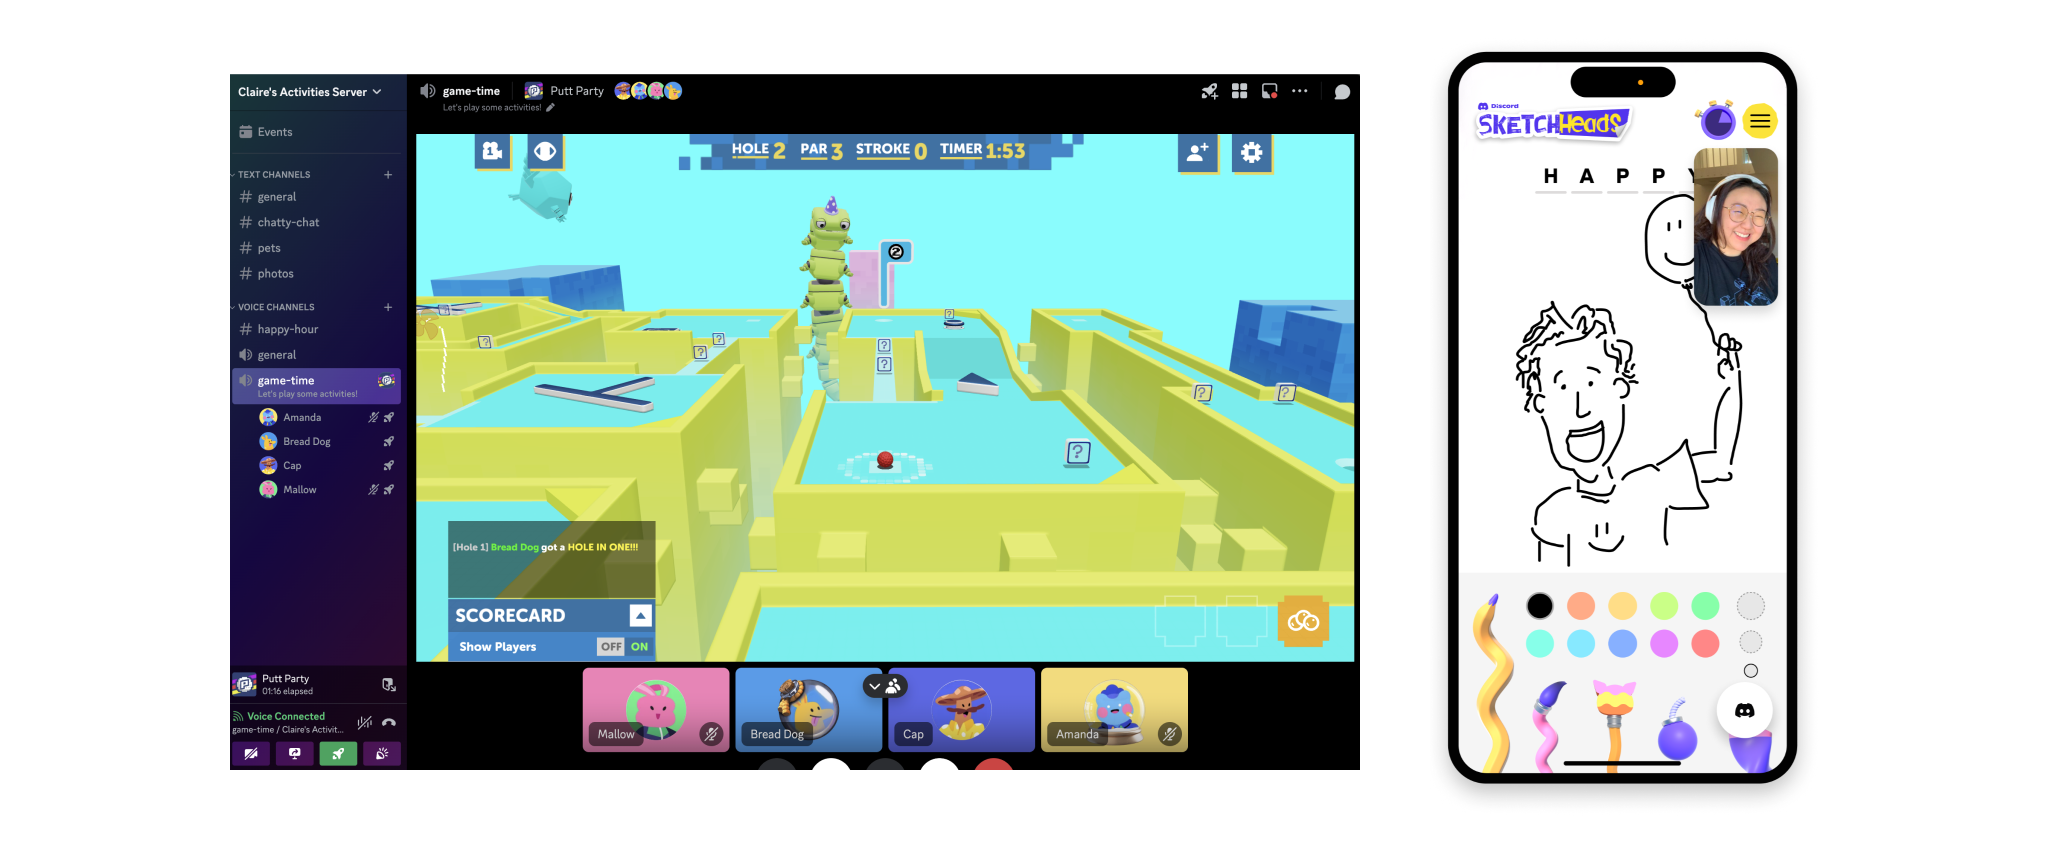 Claire's Activities Server
Events
TEXT CHANNELS
general
chatty-chat
pets
photos
VOICE CHANNELS
happy-hour
general
game-time
Let's play some activities!
Amanda
Bread Dog
Cap
Mallow
Putt Party
01:16 elapsed
Voice Connected
game-time / Claire's Activit...
game-time
Putt Party
Let's play some activities!
1
HOLE 2 PAR 3 STROKE 0 TIMER 1:53
2
?
?
?
?
?
?
?
?
?
?
[Hole 1] Bread Dog got a HOLE IN ONE!!!
SCORECARD
Show Players OFF ON
Mallow
Bread Dog
Cap
Amanda
Discord
SKETCHHeadS
H A P P Y